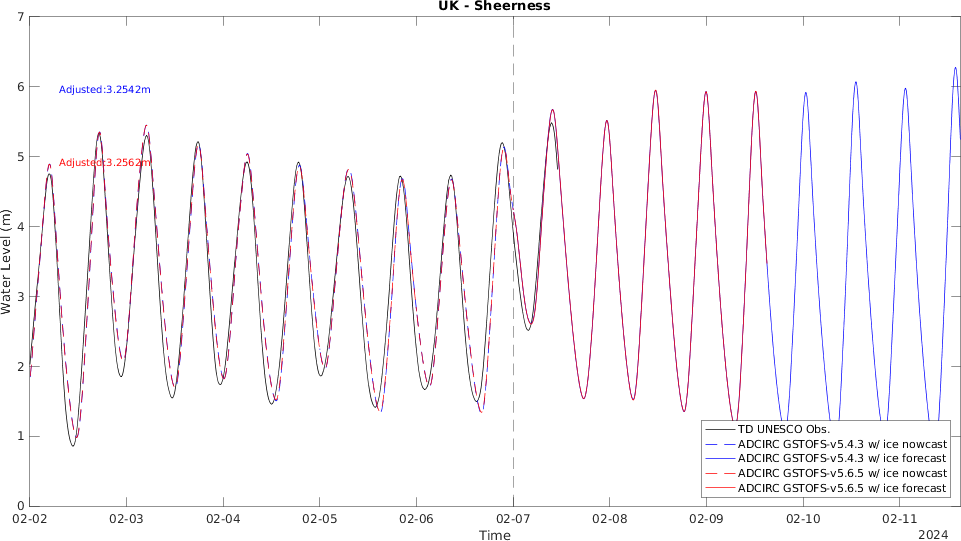 UK - Sheerness
7
6
5
4
3
2
1
0
Water Level (m)
Adjusted:3.2542m
Adjusted:3.2562m
TD UNESCO Obs.
ADCIRC GSTOFS-v5.4.3 w/ ice nowcast
ADCIRC GSTOFS-v5.4.3 w/ ice forecast
ADCIRC GSTOFS-v5.6.5 w/ ice nowcast
ADCIRC GSTOFS-v5.6.5 w/ ice forecast
02-02 02-03 02-04 02-05 02-06 02-07 02-08 02-09 02-10 02-11
Time
2024